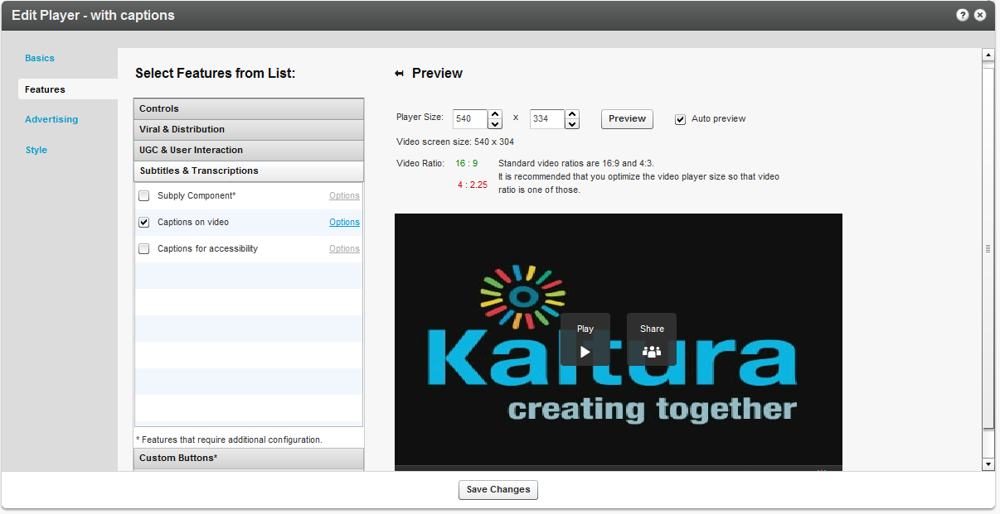 Edit Player - with captions
?
Basics
Features
Advertising
Style
Select Features from List:
Controls
Viral & Distribution
UGC & User Interaction
Subtitles & Transcriptions
Subply Component* Options
Captions on video Options
Captions for accessibility Options
* Features that require additional configuration.
Custom Buttons*
Preview
Player Size: 540 x 334 Preview Auto preview
Video screen size: 540 x 304
Video Ratio: 16 : 9 Standard video ratios are 16:9 and 4:3.
It is recommended that you optimize the video player size so that video
4 : 2.25 ratio is one of those.
Play Share
Kaltura
creating together
Save Changes